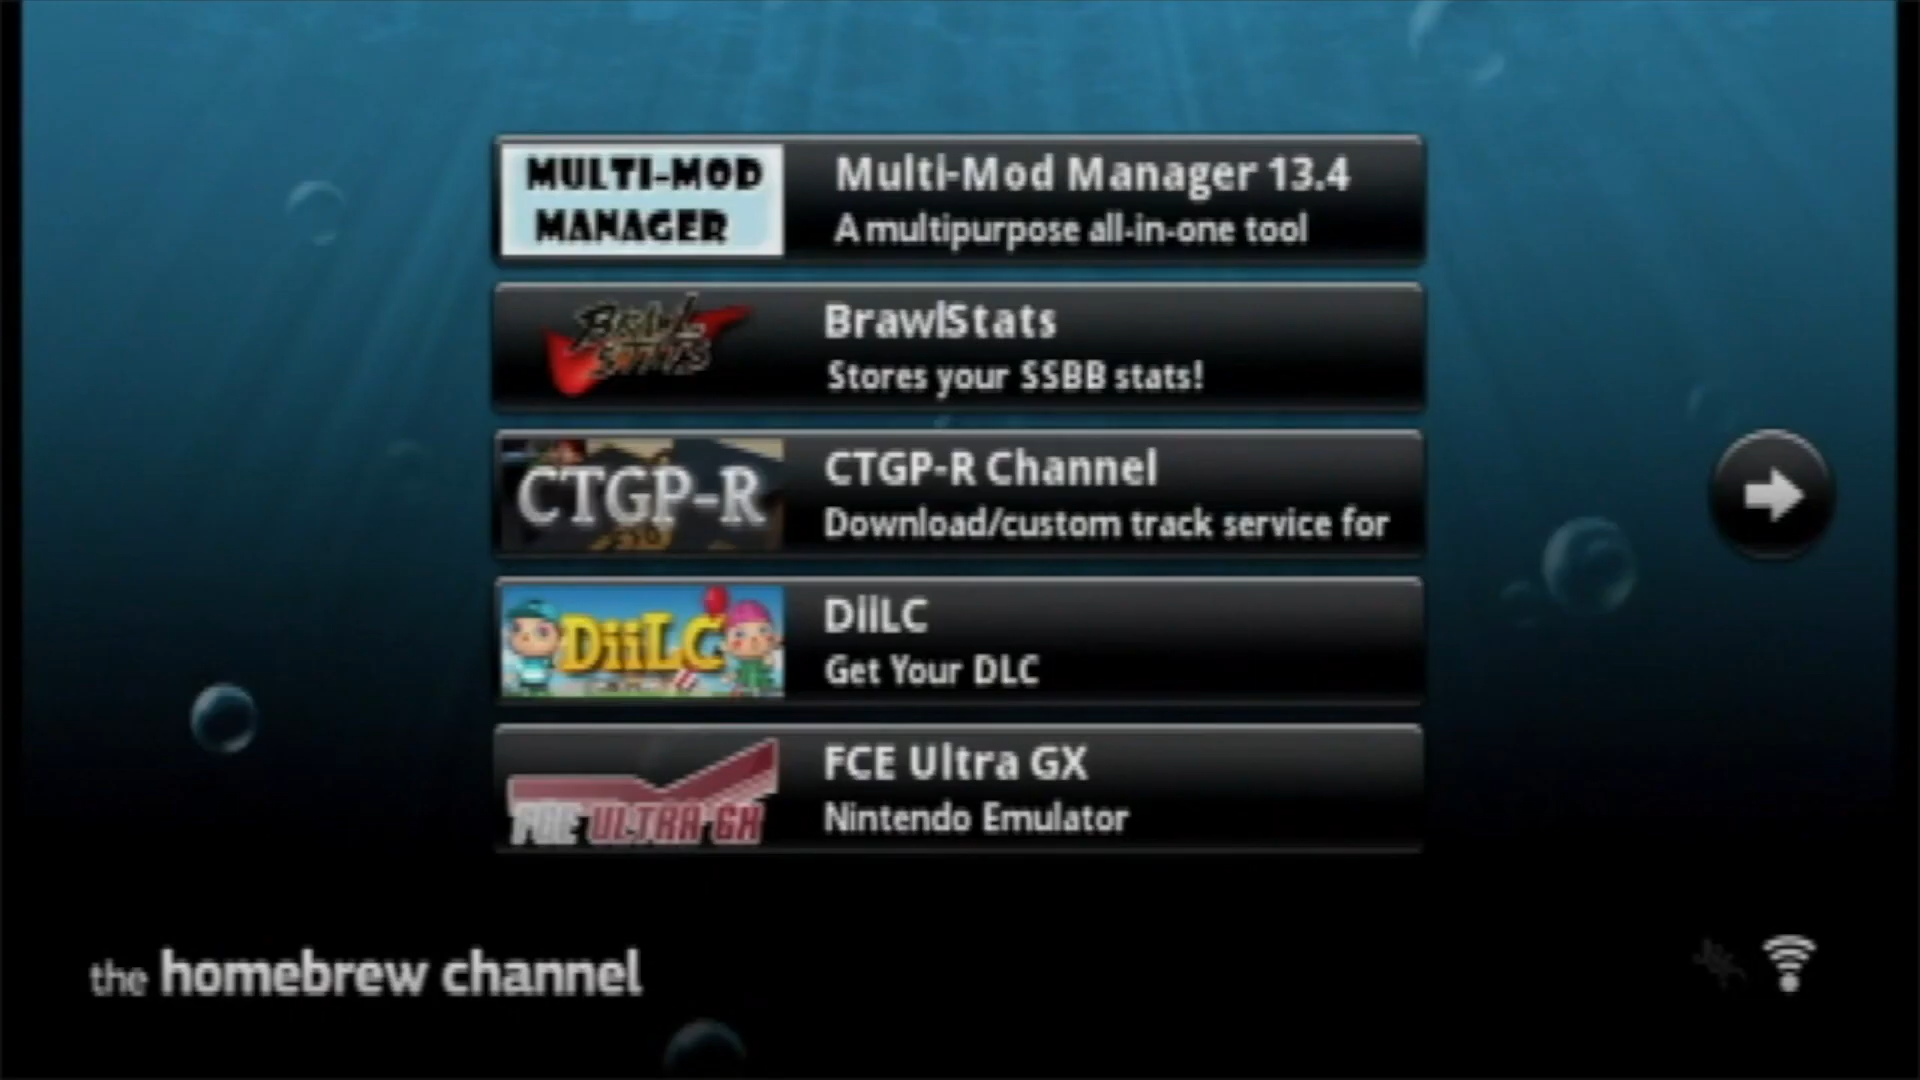 MULTI-MOD
MANAGER
Multi-Mod Manager 13.4
A multipurpose all-in-one tool
BRAWL
STATS
BrawlStats
Stores your SSBB stats!
CTGP-R
CTGP-R Channel
Download/custom track service for
DiiLC
DiiLC
Get Your DLC
FCE ULTRA GX
FCE Ultra GX
Nintendo Emulator
the homebrew channel